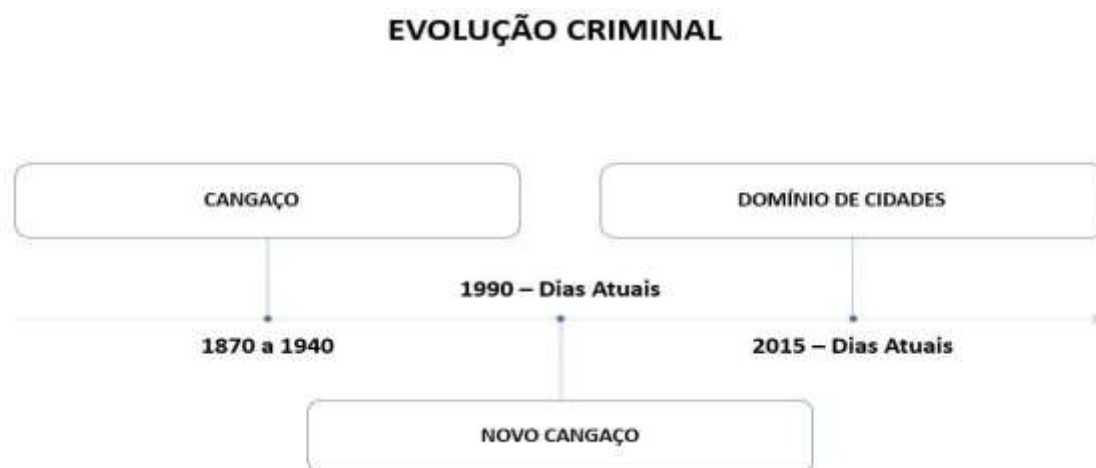 EVOLUÇÃO CRIMINAL
CANGAÇO
DOMÍNIO DE CIDADES
1990 – Dias Atuais
1870 a 1940
2015 – Dias Atuais
NOVO CANGAÇO